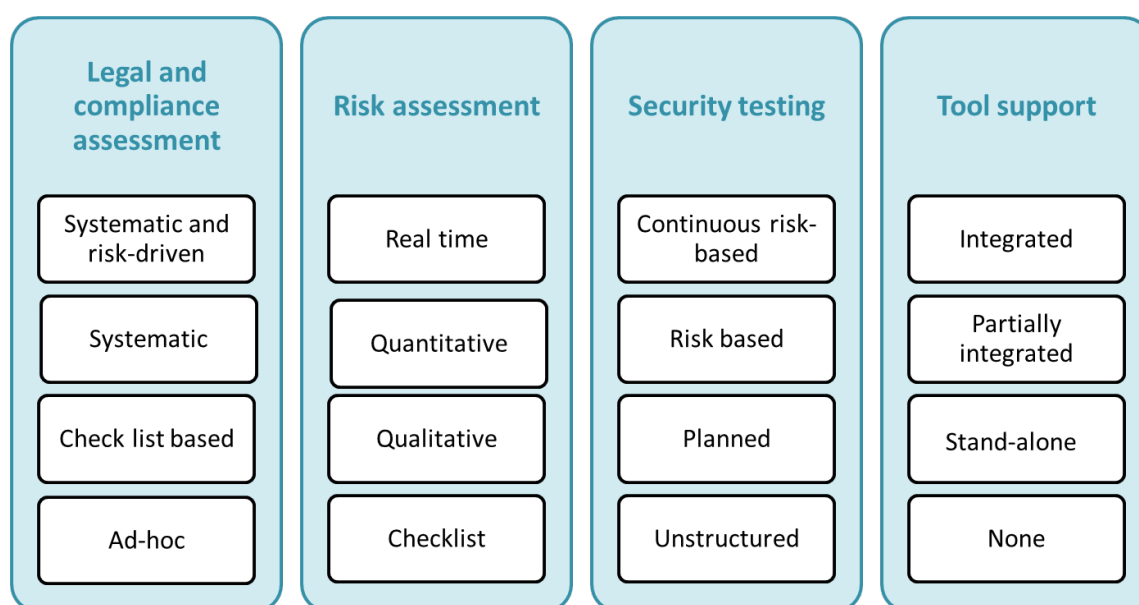 Legal and
compliance
assessment
Systematic and
risk-driven
Systematic
Check list based
Ad-hoc
Risk assessment
Real time
Quantitative
Qualitative
Checklist
Security testing
Continuous risk-
based
Risk based
Planned
Unstructured
Tool support
Integrated
Partially
integrated
Stand-alone
None